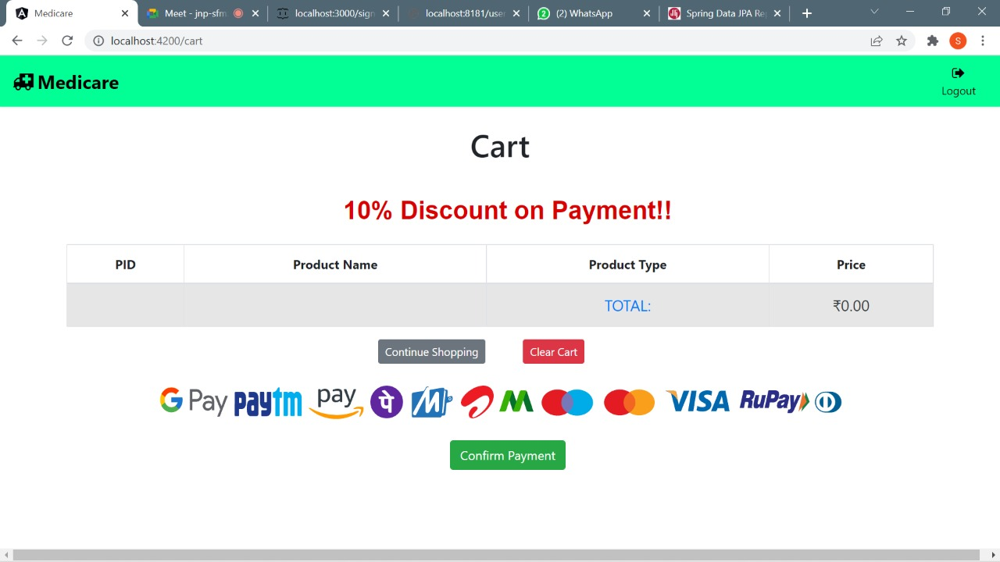 Medicare
Meet - jnp-sfm
localhost:3000/sign
localhost:8181/user
2
(2) WhatsApp
Spring Data JPA Re
localhost:4200/cart
S
Medicare
Logout
Cart
10% Discount on Payment!!
PID Product Name Product Type Price
TOTAL: ₹0.00
Continue Shopping Clear Cart
G Pay paytm pay पे M M VISA RuPay
Confirm Payment